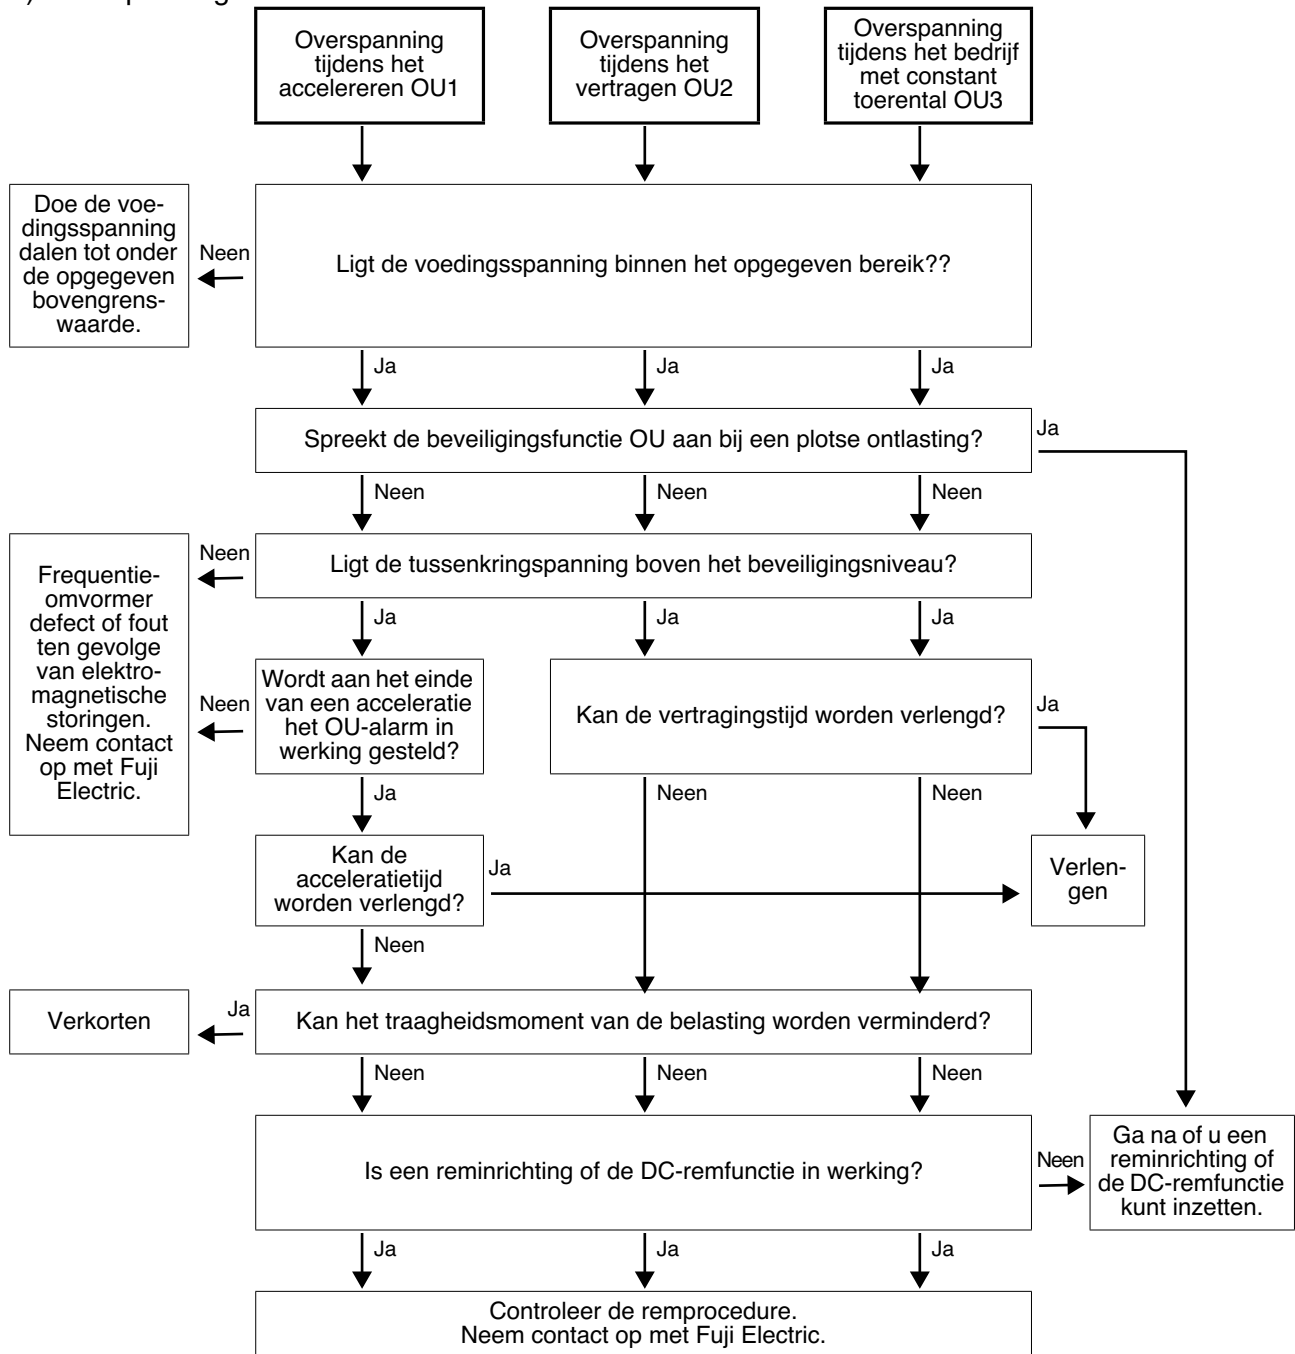 Overspanning
tijdens het
accelereren OU1
Overspanning
tijdens het
vertragen OU2
Overspanning
tijdens het bedrijf
met constant
toerental OU3
Doe de voe-
dingsspanning
dalen tot onder
de opgegeven
bovengrens-
waarde.
Neen
Ligt de voedingsspanning binnen het opgegeven bereik??
Ja
Ja
Ja
Spreekt de beveiligingsfunctie OU aan bij een plotse ontlasting?
Ja
Neen
Neen
Neen
Frequentie-
omvormer
defect of fout
ten gevolge
van elektro-
magnetische
storingen.
Neem contact
op met Fuji
Electric.
Neen
Ligt de tussenkringspanning boven het beveiligingsniveau?
Ja
Ja
Ja
Neen
Wordt aan het einde
van een acceleratie
het OU-alarm in
werking gesteld?
Kan de vertragingstijd worden verlengd?
Ja
Ja
Neen
Neen
Kan de
acceleratietijd
worden verlengd?
Ja
Verlen-
gen
Neen
Verkorten
Ja
Kan het traagheidsmoment van de belasting worden verminderd?
Neen
Neen
Neen
Is een reminrichting of de DC-remfunctie in werking?
Neen
Ga na of u een
reminrichting of
de DC-remfunctie
kunt inzetten.
Ja
Ja
Ja
Controleer de remprocedure.
Neem contact op met Fuji Electric.